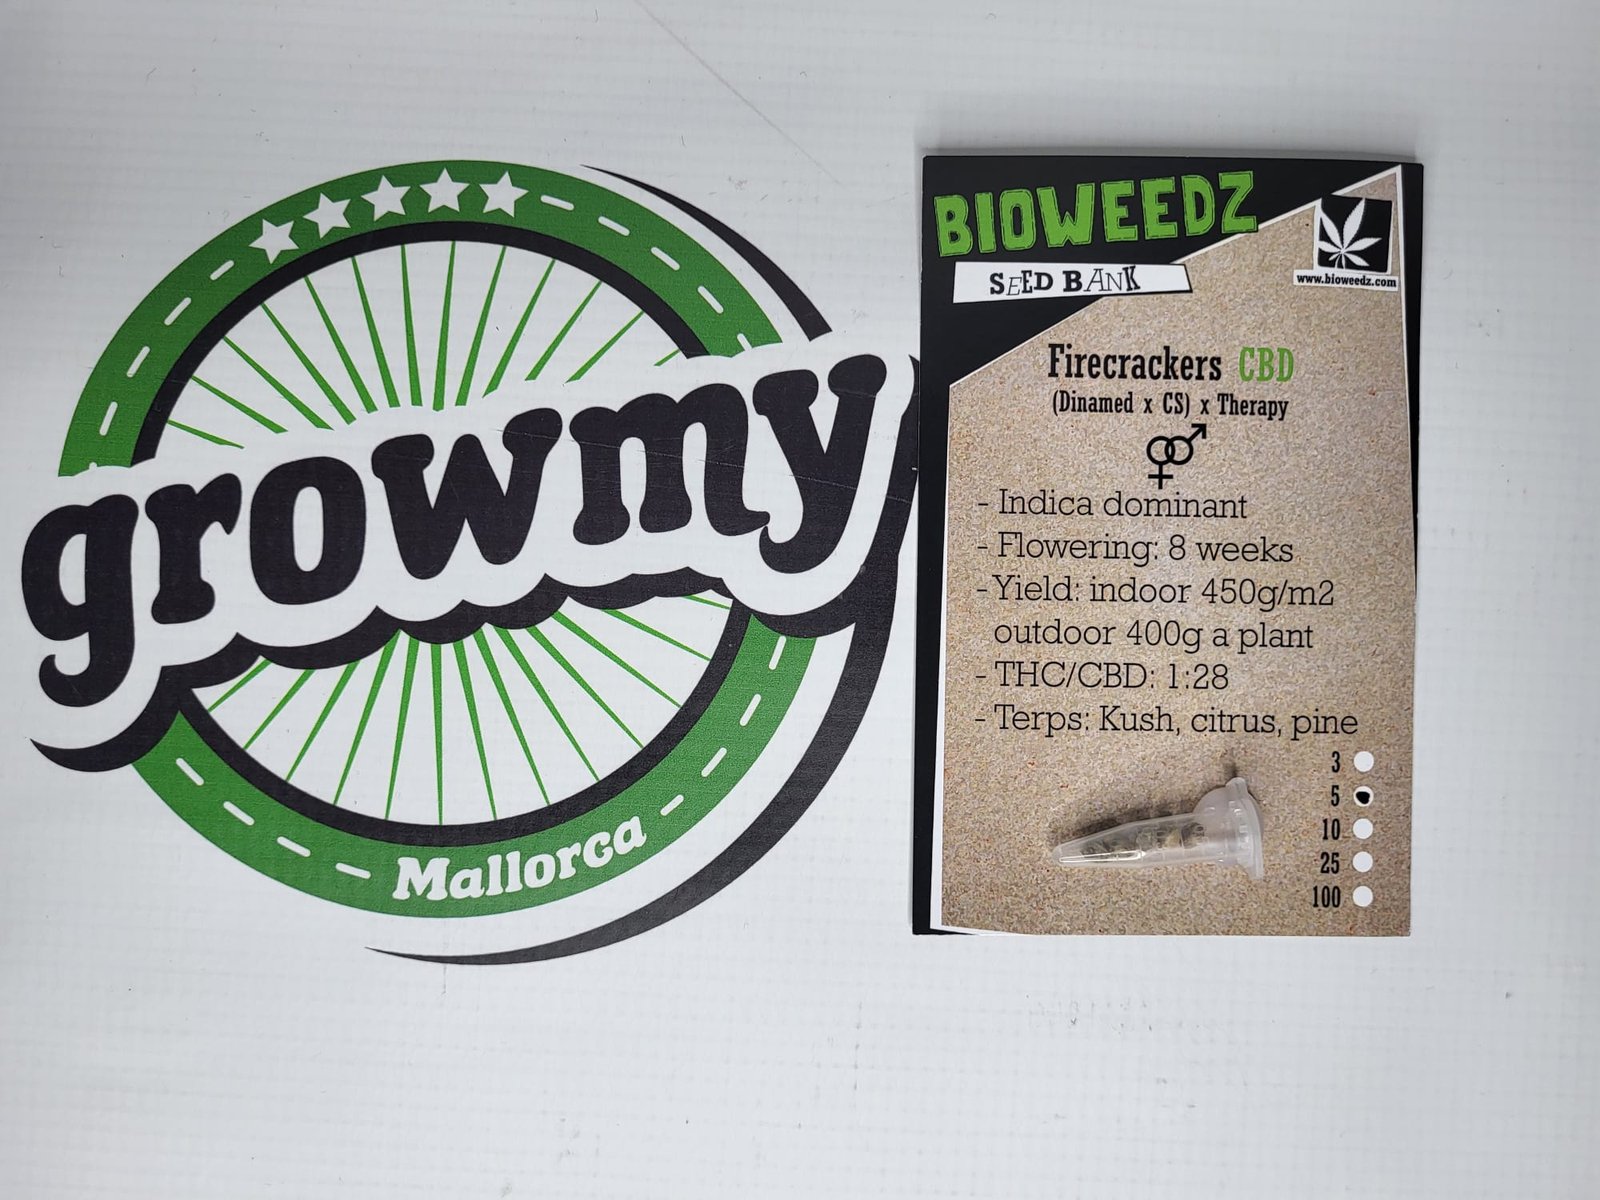 growmy
Mallorca
BIOWEEDZ
SEED BANK
www.bioweedz.com
Firecrackers CBD
(Dinamed x CS) x Therapy
- Indica dominant
- Flowering: 8 weeks
- Yield: indoor 450g/m2
outdoor 400g a plant
- THC/CBD: 1:28
- Terps: Kush, citrus, pine
3
5
10
25
100